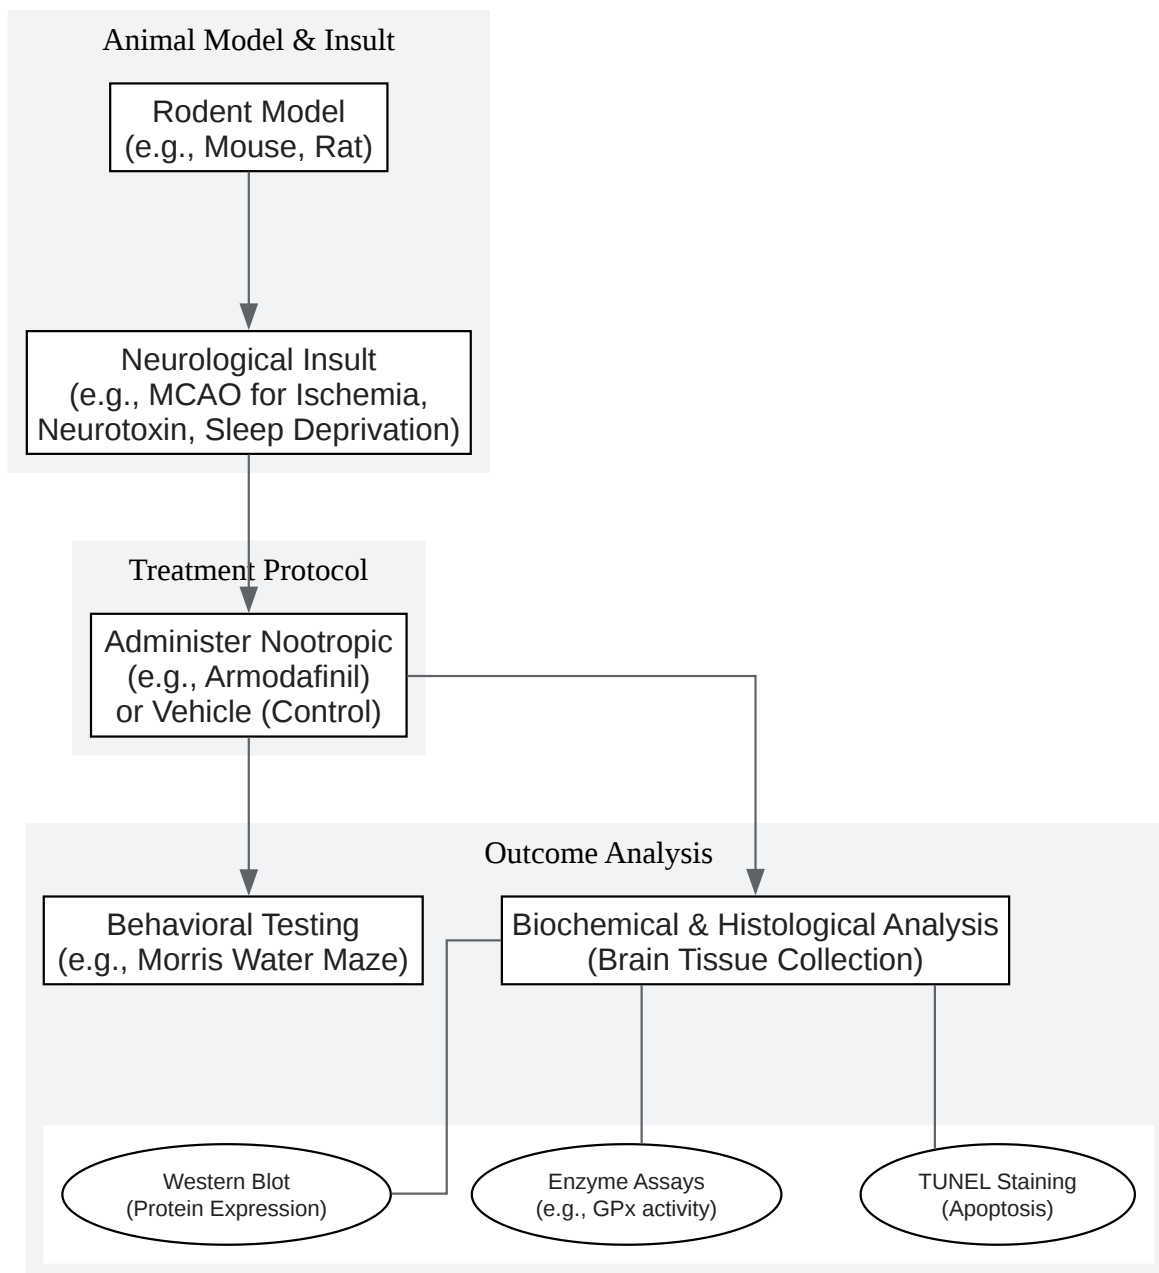 Animal Model & Insult
Rodent Model
(e.g., Mouse, Rat)
Neurological Insult
(e.g., MCAO for Ischemia,
Neurotoxin, Sleep Deprivation)
Treatment Protocol
Administer Nootropic
(e.g., Armodafinil)
or Vehicle (Control)
Outcome Analysis
Behavioral Testing
(e.g., Morris Water Maze)
Biochemical & Histological Analysis
(Brain Tissue Collection)
Western Blot
(Protein Expression)
Enzyme Assays
(e.g., GPx activity)
TUNEL Staining
(Apoptosis)